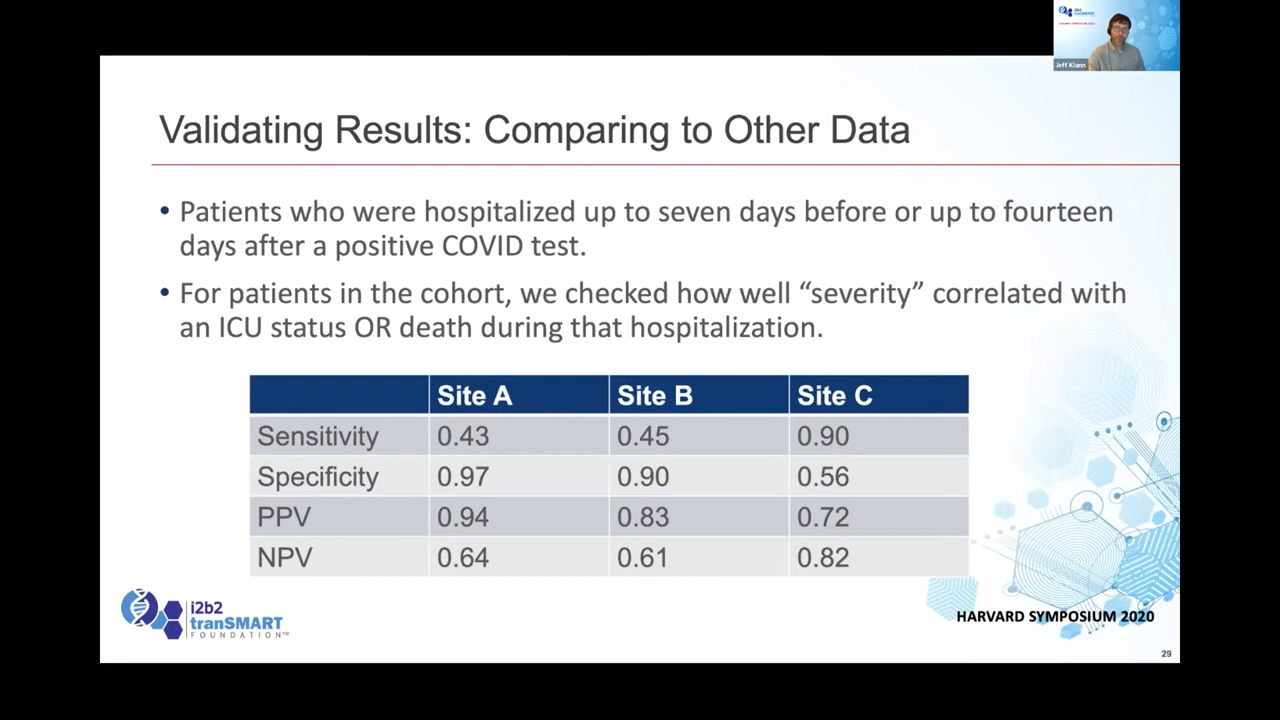 Jeff Klann
Validating Results: Comparing to Other Data
• Patients who were hospitalized up to seven days before or up to fourteen
days after a positive COVID test.
• For patients in the cohort, we checked how well “severity” correlated with
an ICU status OR death during that hospitalization.
Site A Site B Site C
Sensitivity 0.43 0.45 0.90
Specificity 0.97 0.90 0.56
PPV 0.94 0.83 0.72
NPV 0.64 0.61 0.82
i2b2
tranSMART
FOUNDATION™
HARVARD SYMPOSIUM 2020
29